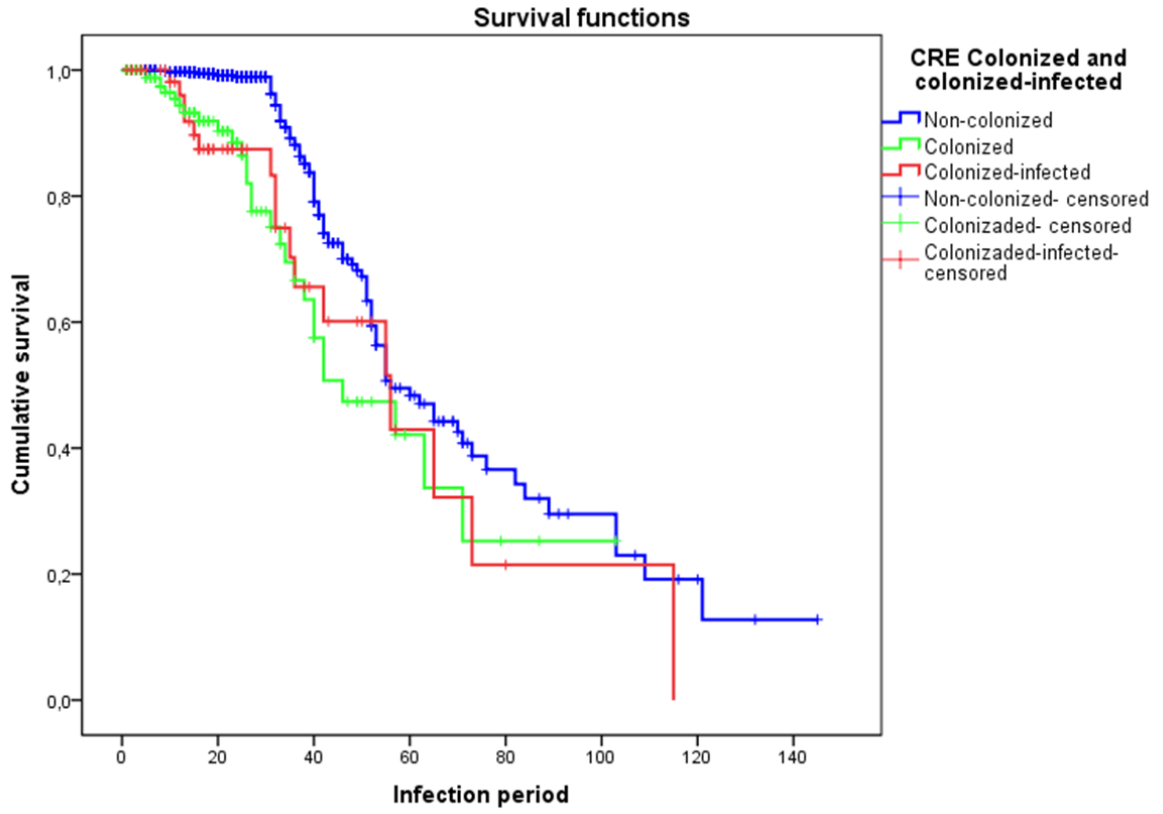 Survival functions
CRE Colonized and
colonized-infected
Non-colonized
Colonized
Colonized-infected
Non-colonized- censored
Colonizaded- censored
Colonizaded-infected-
censored
Cumulative survival
1,0
0,8
0,6
0,4
0,2
0,0
0 20 40 60 80 100 120 140
Infection period